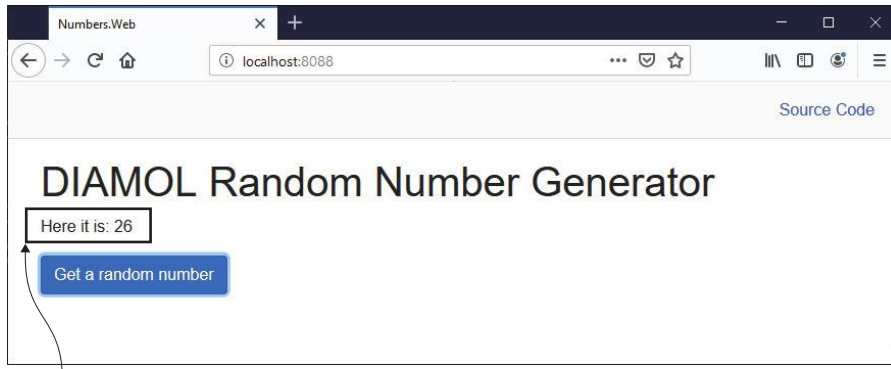 Numbers.Web
localhost:8088
Source Code
DIAMOL Random Number Generator
Here it is: 26
Get a random number